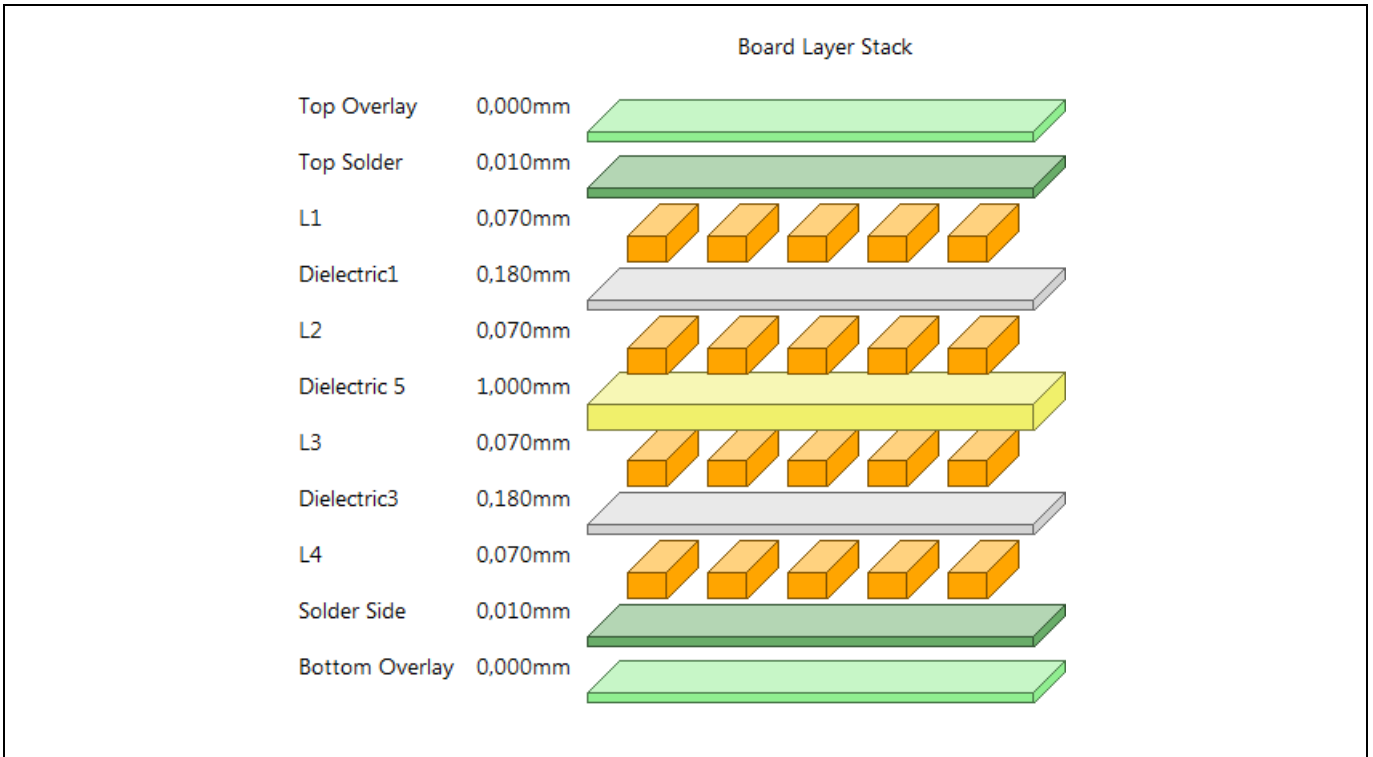 Board Layer Stack
Top Overlay 0,000mm
Top Solder 0,010mm
L1 0,070mm
Dielectric1 0,180mm
L2 0,070mm
Dielectric 5 1,000mm
L3 0,070mm
Dielectric3 0,180mm
L4 0,070mm
Solder Side 0,010mm
Bottom Overlay 0,000mm